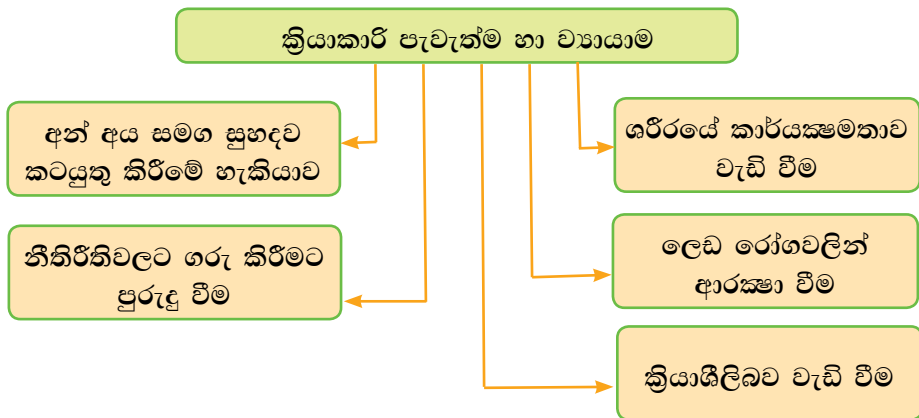 ක්‍රියාකාරි පැවැත්ම හා ව්‍යායාම
අන් අය සමග සුහදව
කටයුතු කිරීමේ හැකියාව
නීතිරීතිවලට ගරු කිරීමට
පුරුදු වීම
ශරීරයේ කාර්යක්‍ෂමතාව
වැඩි වීම
ලෙඩ රෝගවලින්
ආරක්‍ෂා වීම
ක්‍රියාශීලිබව වැඩි වීම